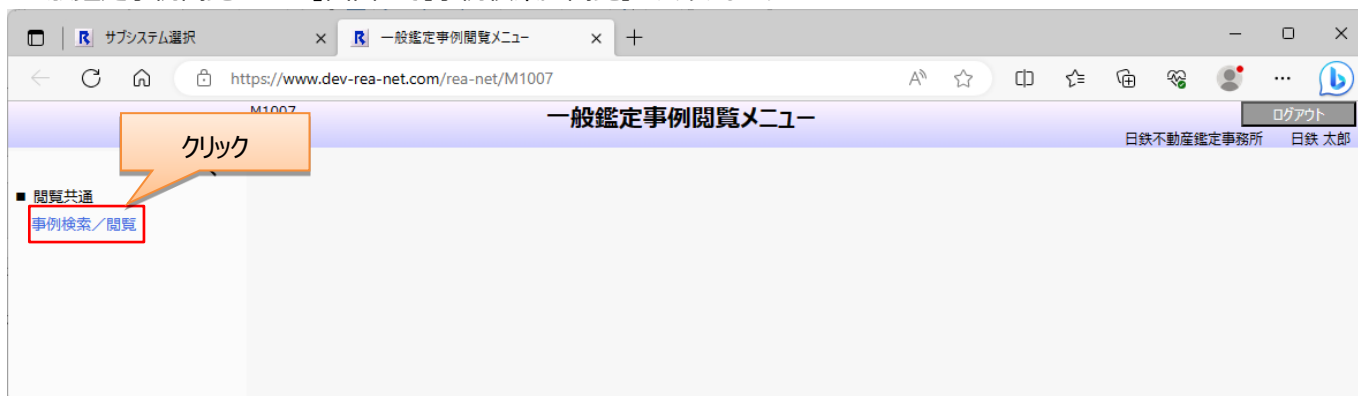 サブシステム選択
一般鑑定事例閲覧メニュー
https://www.dev-rea-net.com/rea-net/M1007
M1007
一般鑑定事例閲覧メニュー
ログアウト
日鉄不動産鑑定事務所 日鉄 太郎
クリック
■ 閲覧共通
事例検索／閲覧